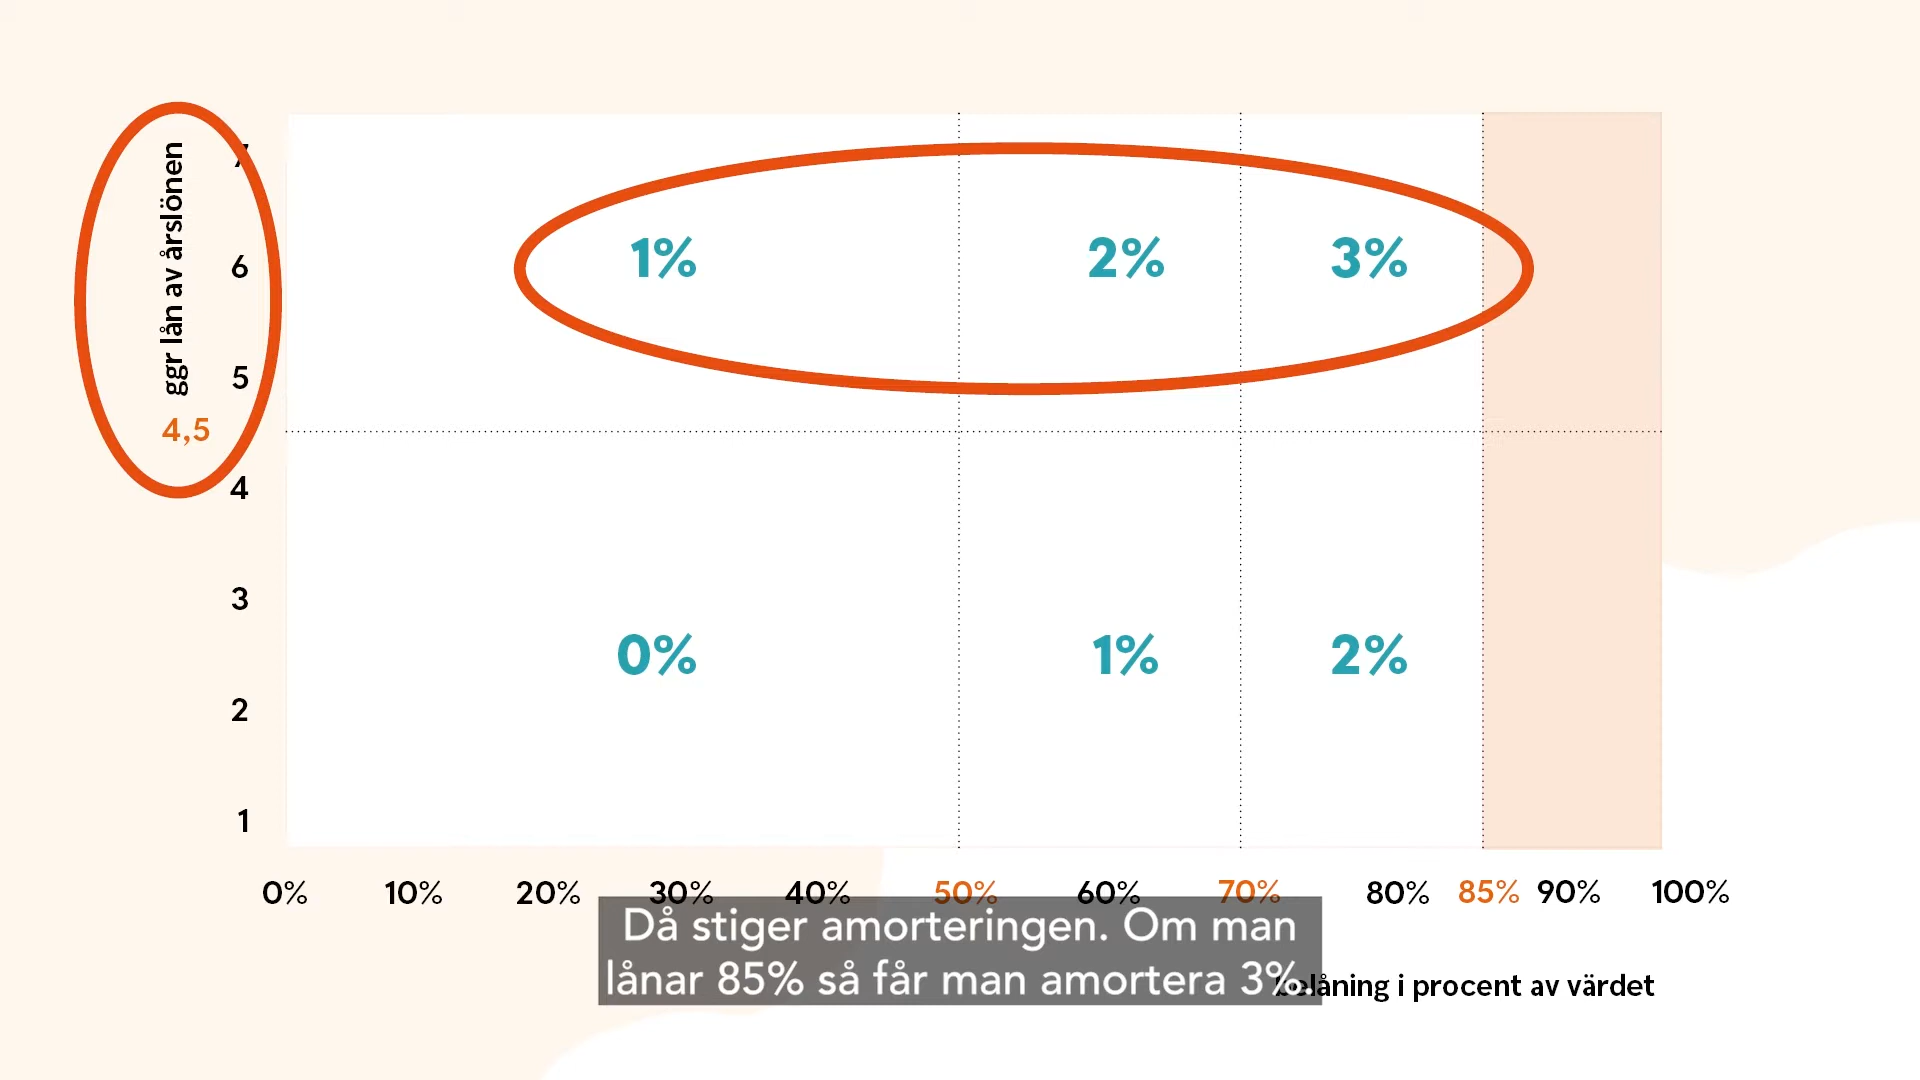 ggr lån av årslönen
7
6
5
4,5
4
3
2
1
1% 2% 3%
0% 1% 2%
0% 10% 20% 30% 40% 50% 60% 70% 80% 85% 90% 100%
belåning i procent av värdet
Då stiger amorteringen. Om man
lånar 85% så får man amortera 3%.